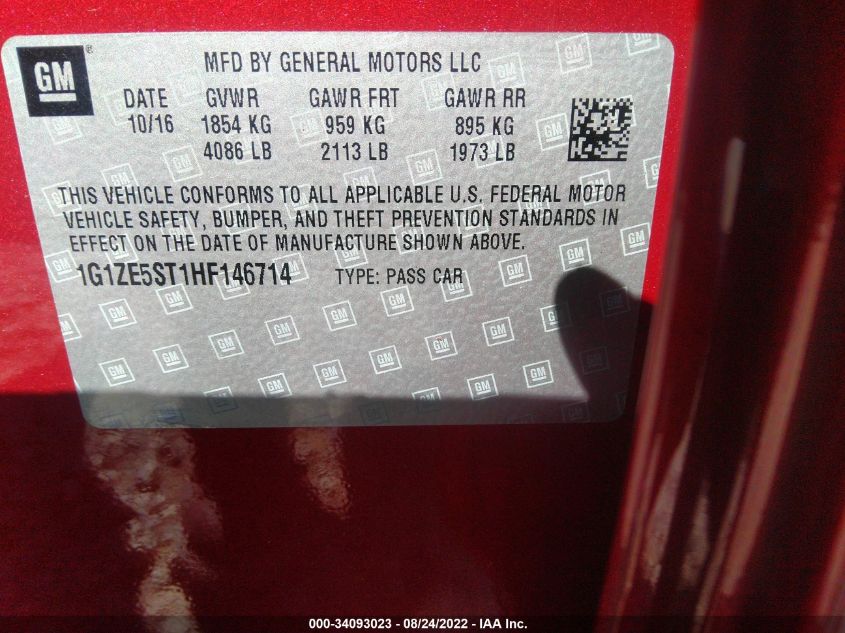 GM ® MFD BY GENERAL MOTORS LLC
DATE GVWR GAWR FRT GAWR RR
10/16 1854 KG 959 KG 895 KG
4086 LB 2113 LB 1973 LB
THIS VEHICLE CONFORMS TO ALL APPLICABLE U.S. FEDERAL MOTOR
VEHICLE SAFETY, BUMPER, AND THEFT PREVENTION STANDARDS IN
EFFECT ON THE DATE OF MANUFACTURE SHOWN ABOVE.
1G1ZE5ST1HF146714 TYPE: PASS CAR
000-34093023 - 08/24/2022 - IAA Inc.